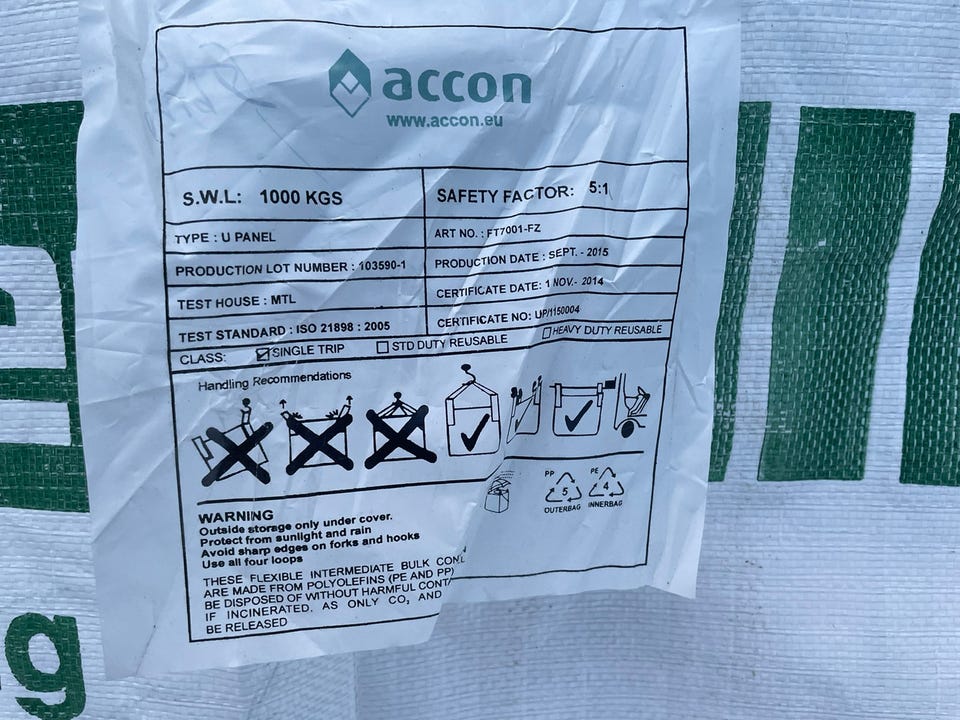 accon
www.accon.eu
S.W.L: 1000 KGS
SAFETY FACTOR: 5:1
TYPE : U PANEL
ART NO. : FT7001-FZ
PRODUCTION LOT NUMBER : 103590-1
PRODUCTION DATE : SEPT. - 2015
TEST HOUSE : MTL
CERTIFICATE DATE: 1 NOV.- 2014
TEST STANDARD : ISO 21898 : 2005
CERTIFICATE NO: UP/1150004
CLASS: SINGLE TRIP STD DUTY REUSABLE HEAVY DUTY REUSABLE
Handling Recommendations
PP PE
5 4
OUTERBAG INNERBAG
WARNING
Outside storage only under cover.
Protect from sunlight and rain
Avoid sharp edges on forks and hooks
Use all four loops
THESE FLEXIBLE INTERMEDIATE BULK
ARE MADE FROM POLYOLEFINS (PE AND PP)
BE DISPOSED OF WITHOUT HARMFUL
IF INCINERATED. AS ONLY CO₂ AND
BE RELEASED
g